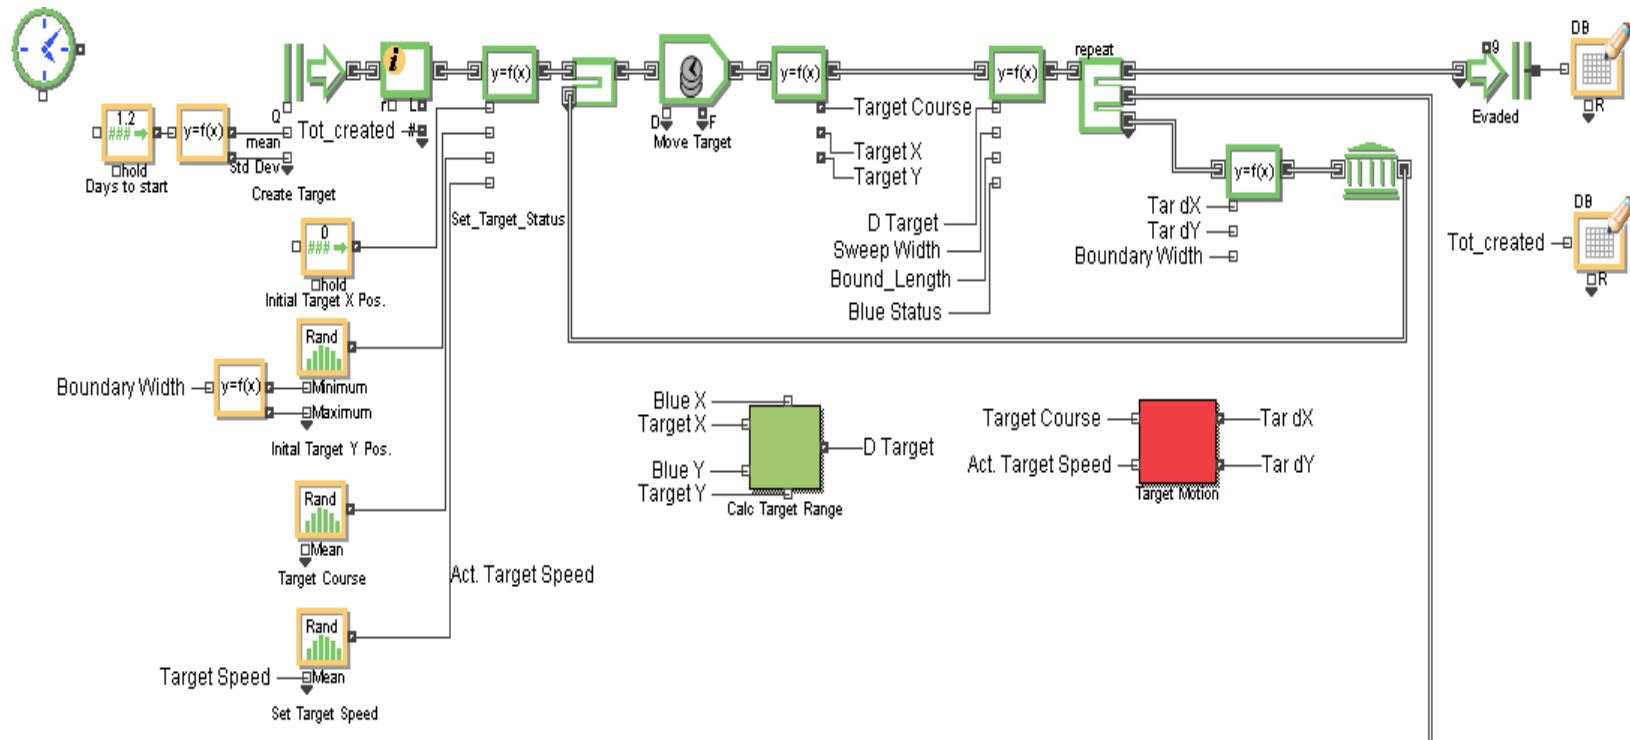 DB
9
repeat
i
y=f(x)
y=f(x)
y=f(x)
r
L
Q
#
D
F
R
Evaded
1.2
###
y=f(x)
mean
Tot_created
Std Dev
hold
Days to start
Create Target
Move Target
Target Course
Target X
Target Y
y=f(x)
Set_Target_Status
D Target
Sweep Width
Bound_Length
Blue Status
Tar dX
Tar dY
Boundary Width
DB
Tot_created
R
0
###
hold
Initial Target X Pos.
Rand
Boundary Width
y=f(x)
Minimum
Maximum
Inital Target Y Pos.
Blue X
Target X
Blue Y
Target Y
D Target
Calc Target Range
Target Course
Act. Target Speed
Tar dX
Tar dY
Target Motion
Rand
Mean
Target Course
Act. Target Speed
Rand
Target Speed
Mean
Set Target Speed